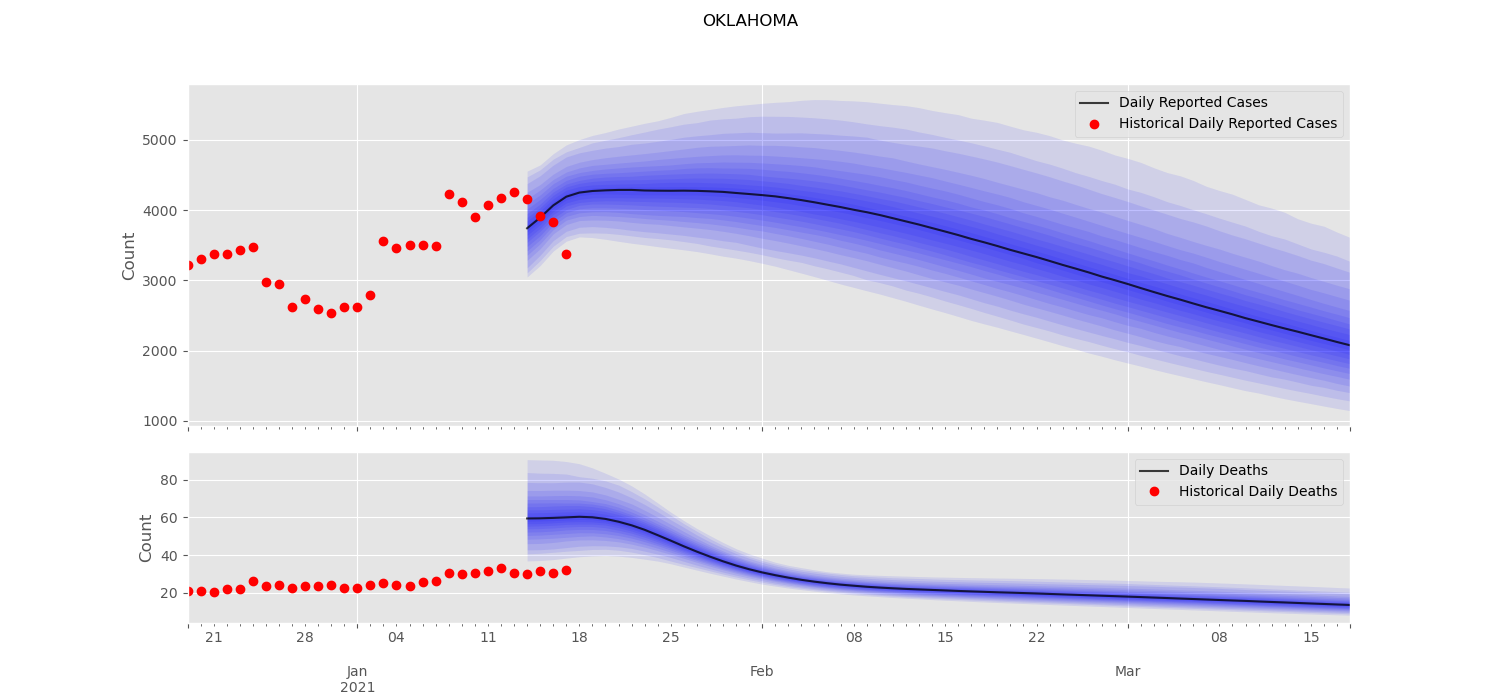 OKLAHOMA
Daily Reported Cases
Historical Daily Reported Cases
5000
4000
3000
2000
1000
Count
Daily Deaths
Historical Daily Deaths
80
60
40
20
Count
21 28 04 11 18 25 08 15 22 08 15
Jan Feb Mar
2021